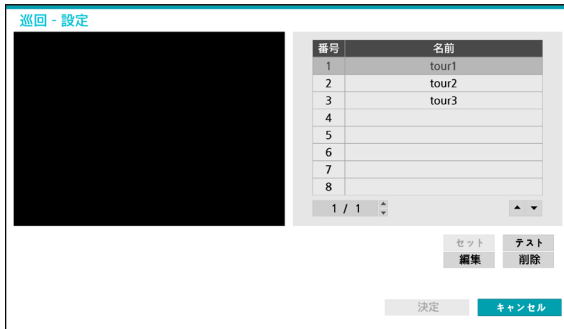 巡回 - 設定
番号 名前
1 tour1
2 tour2
3 tour3
4
5
6
7
8
1 / 1
セット テスト
編集 削除
決定 キャンセル